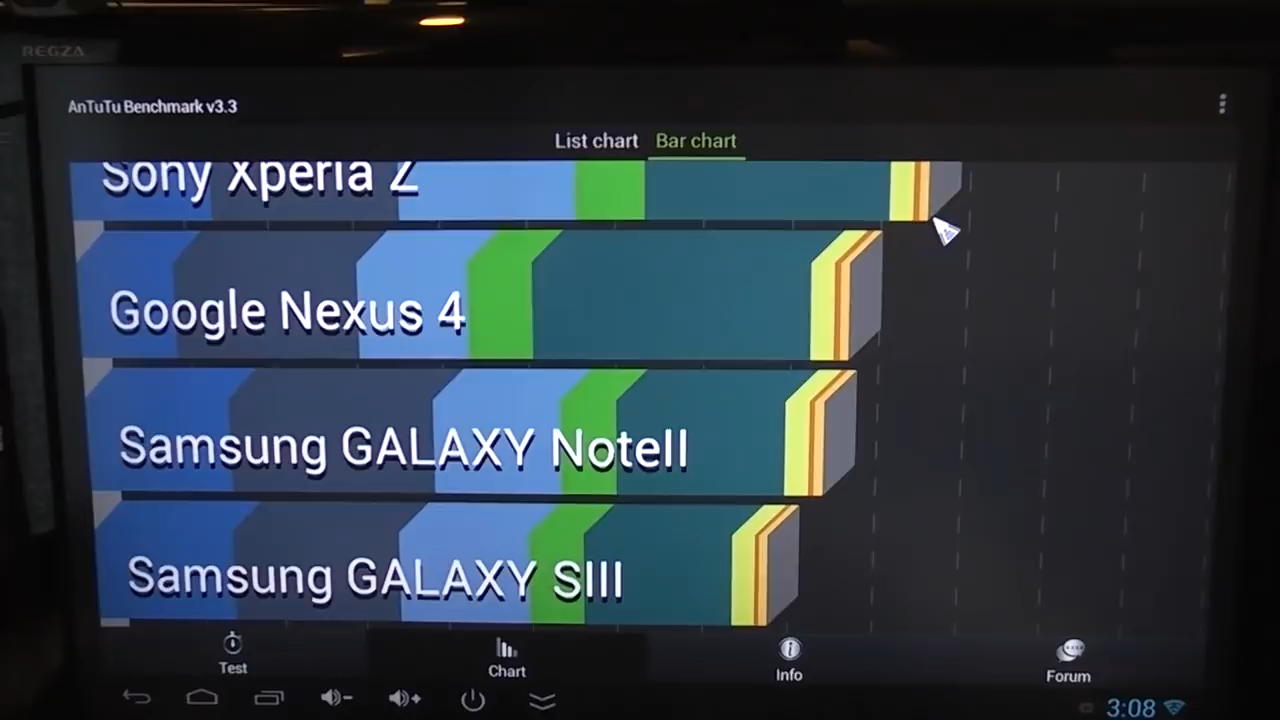 REGZA
AnTuTu Benchmark v3.3
List chart Bar chart
Sony Xperia Z
Google Nexus 4
Samsung GALAXY NoteII
Samsung GALAXY SIII
Test Chart Info Forum
3:08